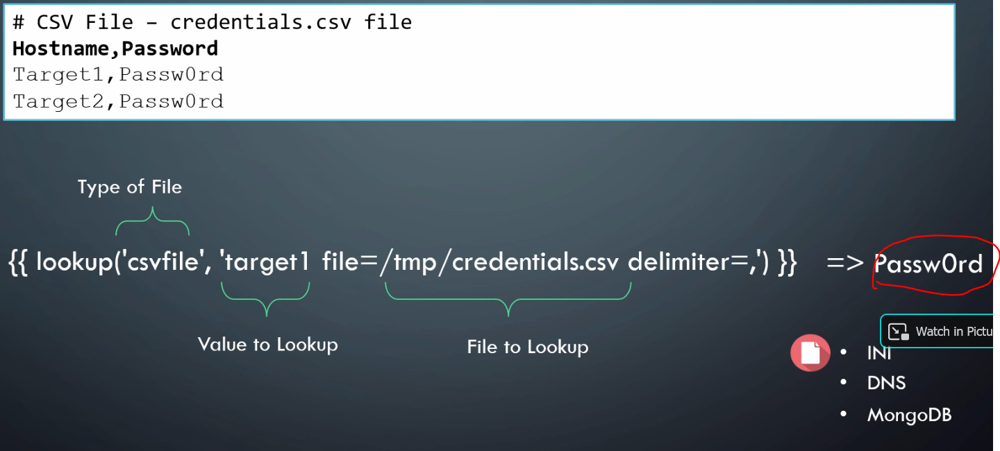 # CSV File – credentials.csv file
Hostname,Password
Target1,Passw0rd
Target2,Passw0rd
Type of File
{{ lookup('csvfile', 'target1 file=/tmp/credentials.csv delimiter=,') }} => Passw0rd
Value to Lookup
File to Lookup
Watch in Pictu
• INI
• DNS
• MongoDB